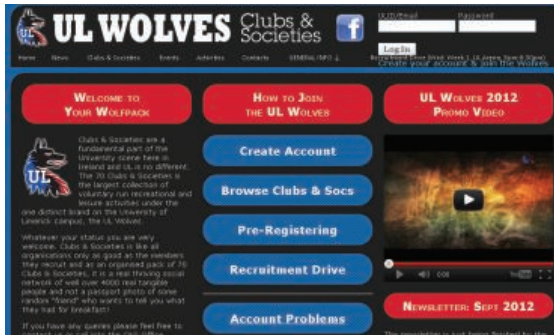 UL WOLVES Clubs &
Societies
UL ID/Email Password
Log In
Home News Clubs & Societies Events Activities Contacts GENERAL INFO ↓
Create your account & join the Wolves
WELCOME TO
YOUR WOLFPACK
UL
Clubs & Societies are a
fundamental part of the
University scene here in
Ireland and UL is no different.
The 70 Clubs & Societies is
the largest collection of
voluntary run recreational and
leisure activities under the
one distinct brand on the University of
Limerick campus, the UL Wolves.
Whatever your status you are very
welcome. Clubs & Societies is like all
organisations only as good as the members
they recruit and as an organised pack of 70
Clubs & Societies, it is a real thriving social
network of well over 4000 real tangible
people and not a passport photo of some
random "friend" who wants to tell you what
they had for breakfast!
If you have any queries please feel free to
HOW TO JOIN
THE UL WOLVES
Create Account
Browse Clubs & Socs
Pre-Registering
Recruitment Drive
Account Problems
UL WOLVES 2012
PROMO VIDEO
YouTube
NEWSLETTER: SEPT 2012